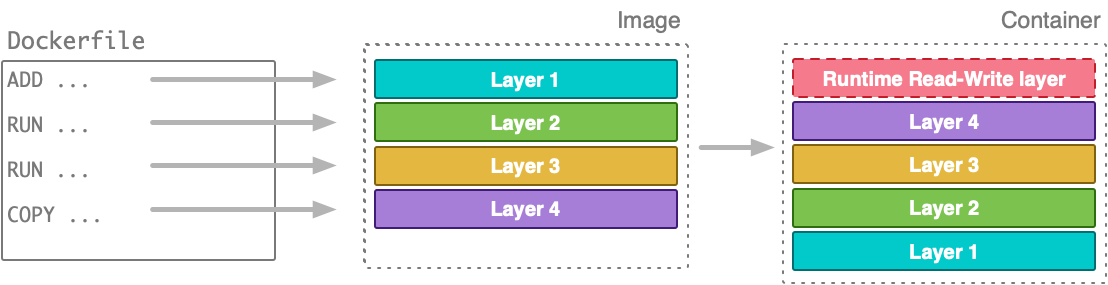 Dockerfile
ADD ...
RUN ...
RUN ...
COPY ...
Image
Layer 1
Layer 2
Layer 3
Layer 4
Container
Runtime Read-Write layer
Layer 4
Layer 3
Layer 2
Layer 1